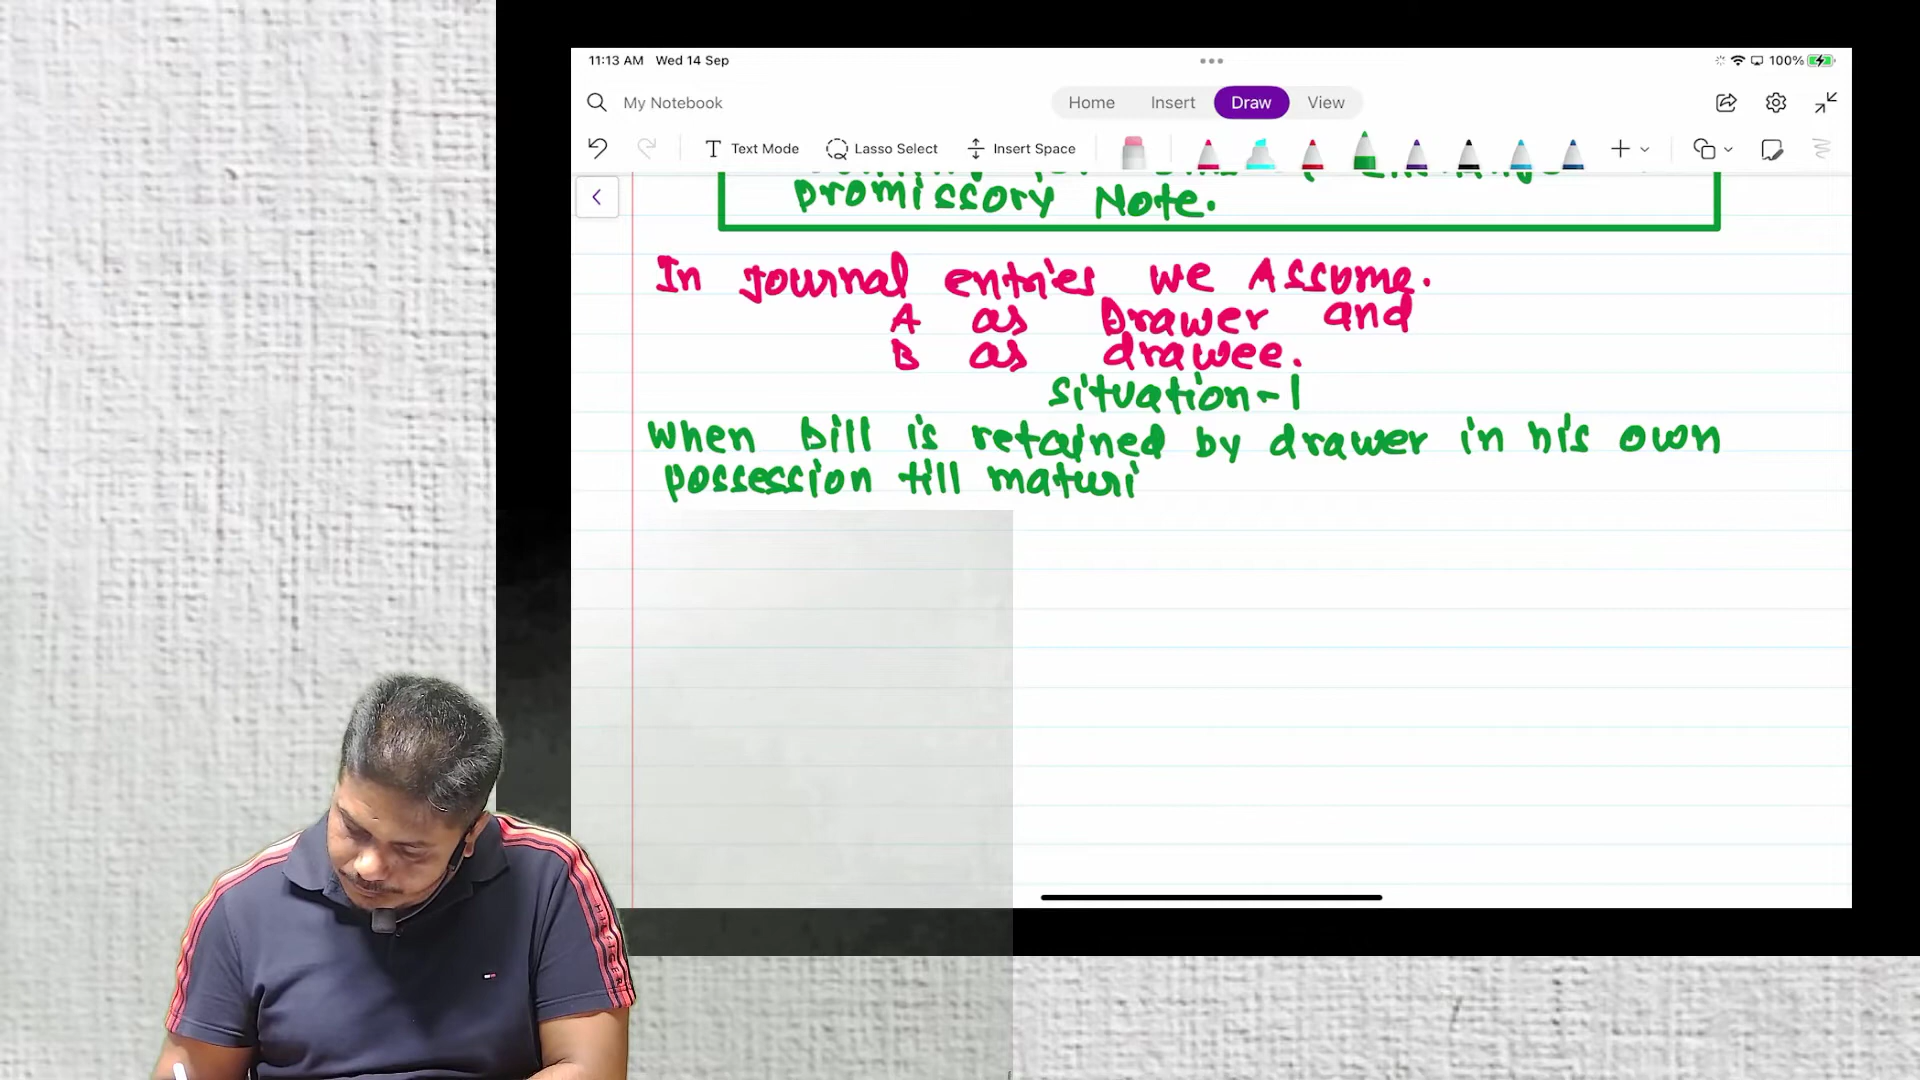 11:13 AM Wed 14 Sep
100%
My Notebook
Home Insert Draw View
Text Mode Lasso Select Insert Space
promissory Note.
In Journal entries we Assume.
A as Drawer and
B as drawee.
Situation-1
When bill is retained by drawer in his own
possession till maturi